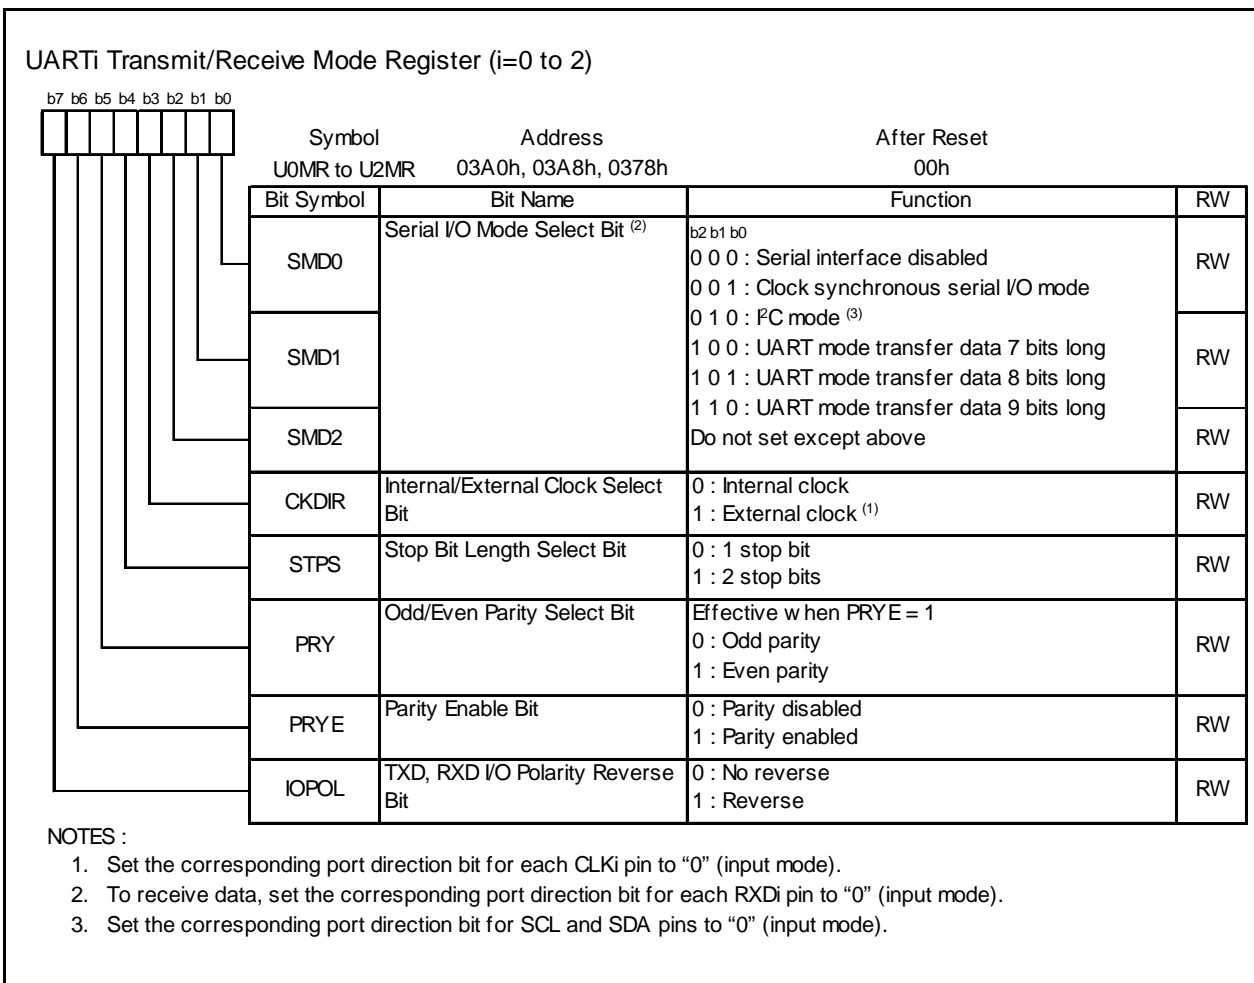 UARTi Transmit/Receive Mode Register (i=0 to 2)
b7 b6 b5 b4 b3 b2 b1 b0
Symbol Address After Reset
U0MR to U2MR 03A0h, 03A8h, 0378h 00h
Bit Symbol Bit Name Function RW
SMD0 Serial I/O Mode Select Bit (2) b2 b1 b0
0 0 0 : Serial interface disabled RW
0 0 1 : Clock synchronous serial I/O mode
0 1 0 : I²C mode (3)
SMD1 1 0 0 : UART mode transfer data 7 bits long RW
1 0 1 : UART mode transfer data 8 bits long
1 1 0 : UART mode transfer data 9 bits long
SMD2 Do not set except above RW
CKDIR Internal/External Clock Select Bit 0 : Internal clock RW
1 : External clock (1)
STPS Stop Bit Length Select Bit 0 : 1 stop bit RW
1 : 2 stop bits
PRY Odd/Even Parity Select Bit Effective when PRYE = 1
0 : Odd parity RW
1 : Even parity
PRYE Parity Enable Bit 0 : Parity disabled RW
1 : Parity enabled
IOPOL TXD, RXD I/O Polarity Reverse Bit 0 : No reverse RW
1 : Reverse
NOTES :
1. Set the corresponding port direction bit for each CLKi pin to “0” (input mode).
2. To receive data, set the corresponding port direction bit for each RXDi pin to “0” (input mode).
3. Set the corresponding port direction bit for SCL and SDA pins to “0” (input mode).